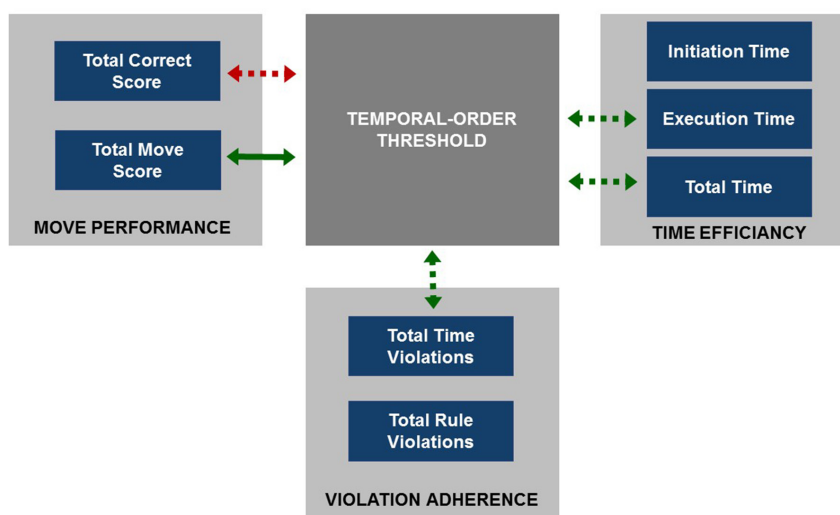 Total Correct
Score
Total Move
Score
MOVE PERFORMANCE
TEMPORAL-ORDER
THRESHOLD
Initiation Time
Execution Time
Total Time
TIME EFFICIANCY
Total Time
Violations
Total Rule
Violations
VIOLATION ADHERENCE